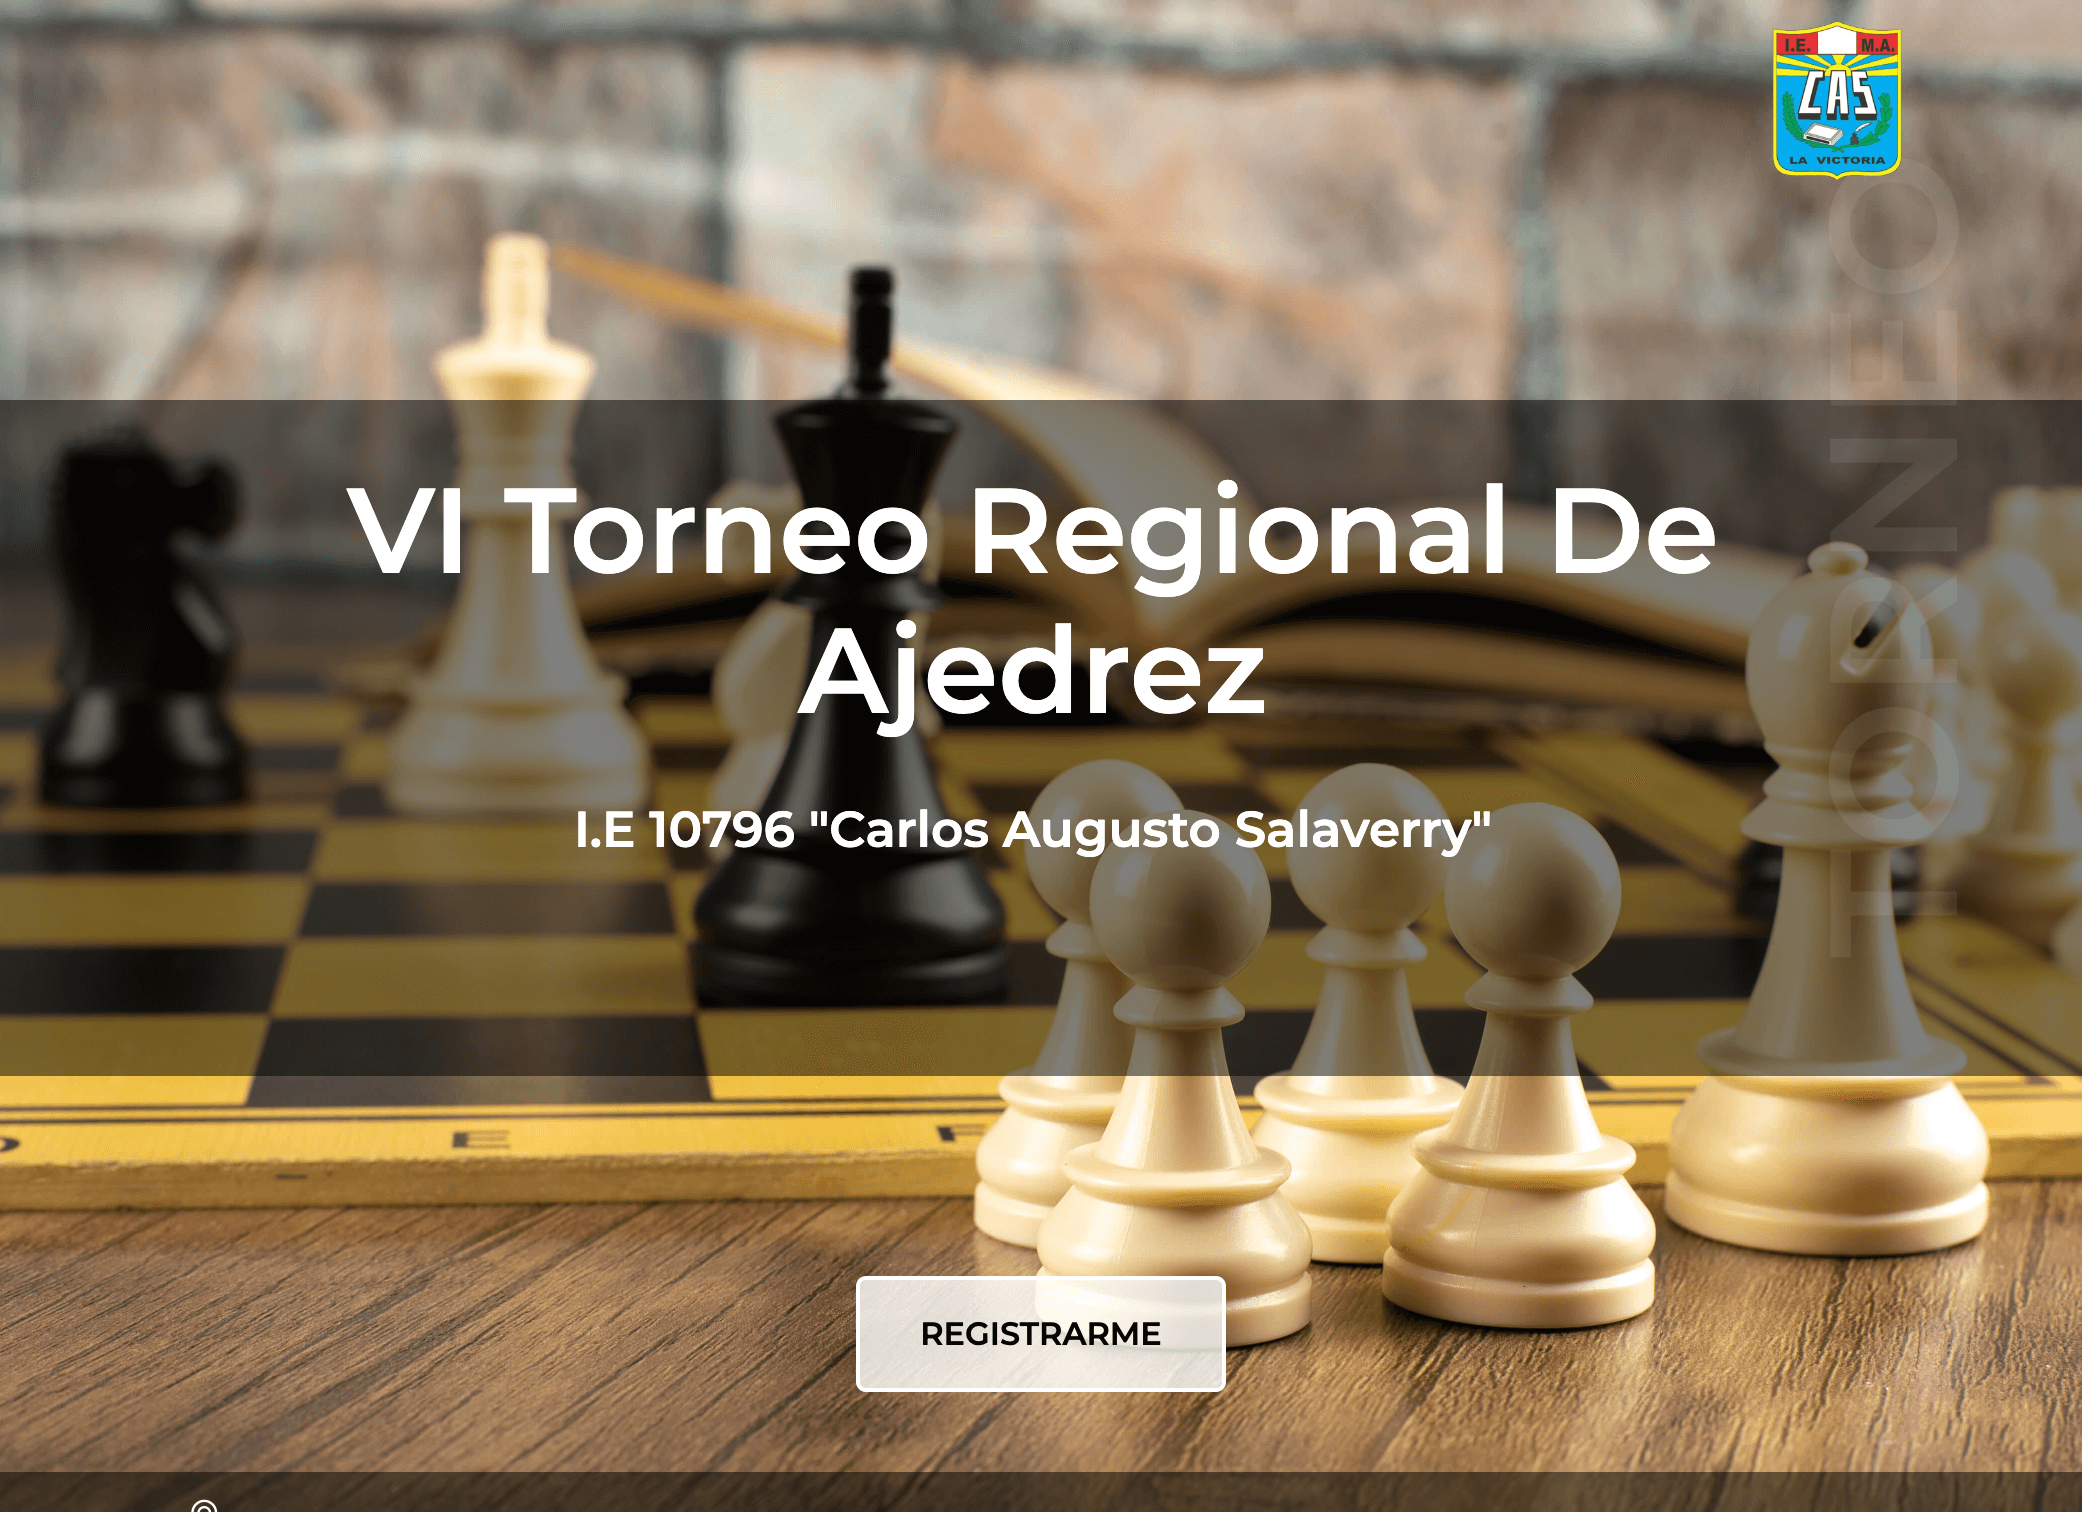 I.E. M.A.
CAS
LA VICTORIA
TORNEO
VI Torneo Regional De
Ajedrez
I.E 10796 "Carlos Augusto Salaverry"
E
F
REGISTRARME